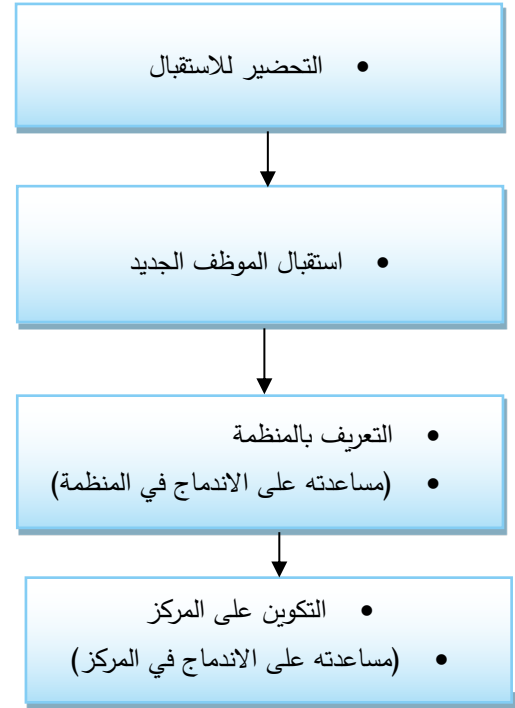 • التحضير للاستقبال
• استقبال الموظف الجديد
• التعريف بالمنظمة
• (مساعدته على الاندماج في المنظمة)
• التكوين على المركز
• (مساعدته على الاندماج في المركز)